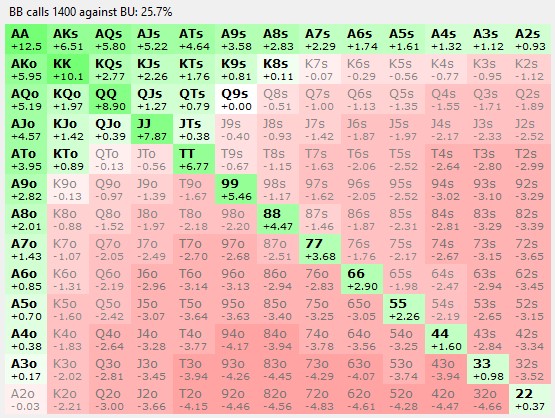 BB calls 1400 against BU: 25.7%
AA AKs AQs AJs ATs A9s A8s A7s A6s A5s A4s A3s A2s
+12.5 +6.51 +5.80 +5.22 +4.64 +3.58 +2.83 +2.29 +1.74 +1.61 +1.32 +1.12 +0.93
AKo KK KQs KJs KTs K9s K8s K7s K6s K5s K4s K3s K2s
+5.95 +10.1 +2.77 +2.26 +1.76 +0.81 +0.11 -0.07 -0.29 -0.56 -0.77 -0.95 -1.12
AQo KQo QQ QJs QTs Q9s Q8s Q7s Q6s Q5s Q4s Q3s Q2s
+5.19 +1.97 +8.90 +1.27 +0.79 +0.00 -0.51 -1.00 -1.13 -1.35 -1.55 -1.71 -1.89
AJo KJo QJo JJ JTs J9s J8s J7s J6s J5s J4s J3s J2s
+4.57 +1.42 +0.39 +7.87 +0.38 -0.40 -0.93 -1.42 -1.87 -1.97 -2.17 -2.33 -2.52
ATo KTo QTo JTo TT T9s T8s T7s T6s T5s T4s T3s T2s
+3.95 +0.89 -0.13 -0.56 +6.77 -0.67 -1.15 -1.63 -2.06 -2.52 -2.64 -2.80 -2.99
A9o K9o Q9o J9o T9o 99 98s 97s 96s 95s 94s 93s 92s
+2.82 -0.13 -0.97 -1.39 -1.67 +5.46 -1.17 -1.62 -2.05 -2.52 -3.02 -3.10 -3.29
A8o K8o Q8o J8o T8o 98o 88 87s 86s 85s 84s 83s 82s
+2.01 -0.88 -1.52 -1.97 -2.18 -2.20 +4.47 -1.46 -1.87 -2.31 -2.81 -3.29 -3.39
A7o K7o Q7o J7o T7o 97o 87o 77 76s 75s 74s 73s 72s
+1.43 -1.07 -2.05 -2.49 -2.70 -2.68 -2.51 +3.68 -1.76 -2.17 -2.67 -3.15 -3.65
A6o K6o Q6o J6o T6o 96o 86o 76o 66 65s 64s 63s 62s
+0.85 -1.31 -2.19 -2.96 -3.14 -3.13 -2.96 -2.83 +2.90 -1.98 -2.47 -2.94 -3.45
A5o K5o Q5o J5o T5o 95o 85o 75o 65o 55 54s 53s 52s
+0.70 -1.60 -2.42 -3.07 -3.64 -3.63 -3.40 -3.25 -3.05 +2.26 -2.19 -2.65 -3.15
A4o K4o Q4o J4o T4o 94o 84o 74o 64o 54o 44 43s 42s
+0.38 -1.83 -2.64 -3.28 -3.77 -4.17 -3.94 -3.78 -3.56 -3.25 +1.60 -2.84 -3.34
A3o K3o Q3o J3o T3o 93o 83o 73o 63o 53o 43o 33 32s
+0.17 -2.02 -2.81 -3.45 -3.94 -4.26 -4.45 -4.29 -4.07 -3.74 -3.94 +0.98 -3.52
A2o K2o Q2o J2o T2o 92o 82o 72o 62o 52o 42o 32o 22
-0.03 -2.21 -3.00 -3.66 -4.15 -4.46 -4.55 -4.83 -4.61 -4.28 -4.47 -4.66 +0.37